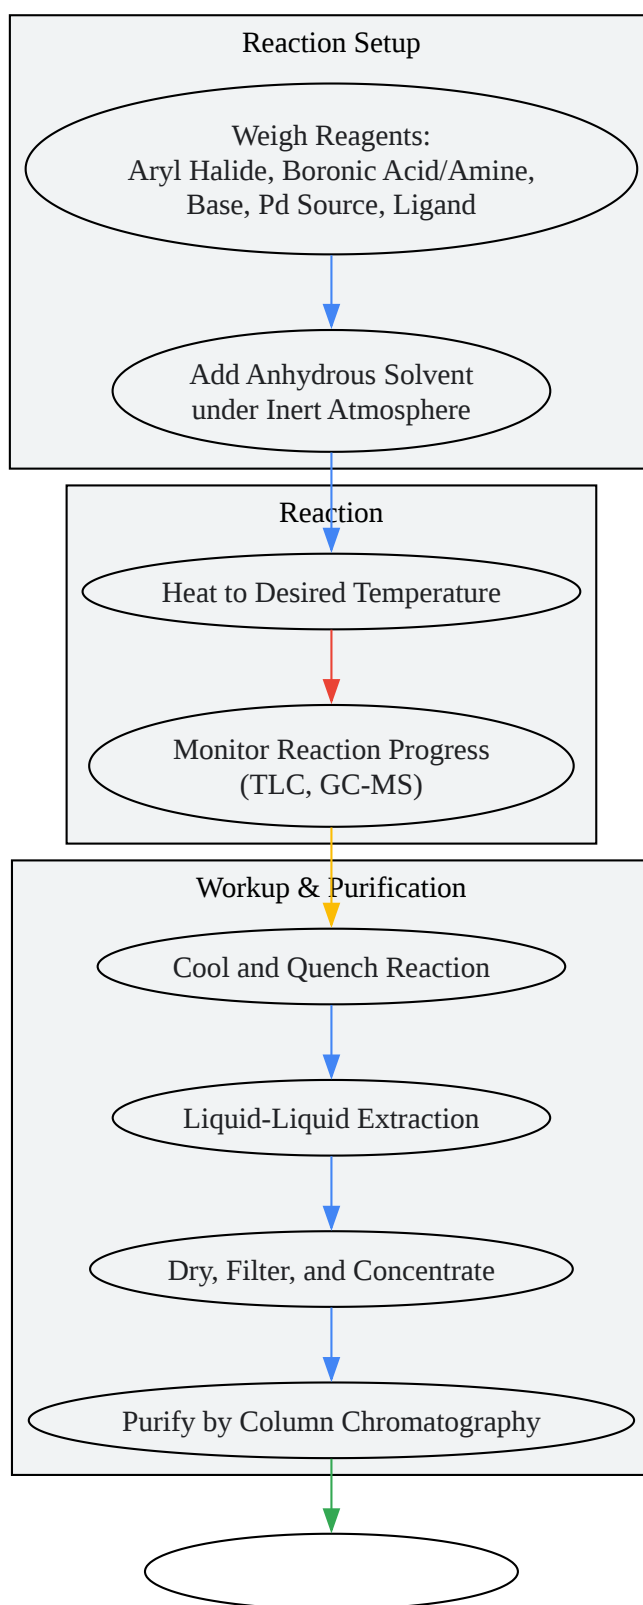 Reaction Setup
Weigh Reagents:
Aryl Halide, Boronic Acid/Amine,
Base, Pd Source, Ligand
Add Anhydrous Solvent
under Inert Atmosphere
Reaction
Heat to Desired Temperature
Monitor Reaction Progress
(TLC, GC-MS)
Workup & Purification
Cool and Quench Reaction
Liquid-Liquid Extraction
Dry, Filter, and Concentrate
Purify by Column Chromatography